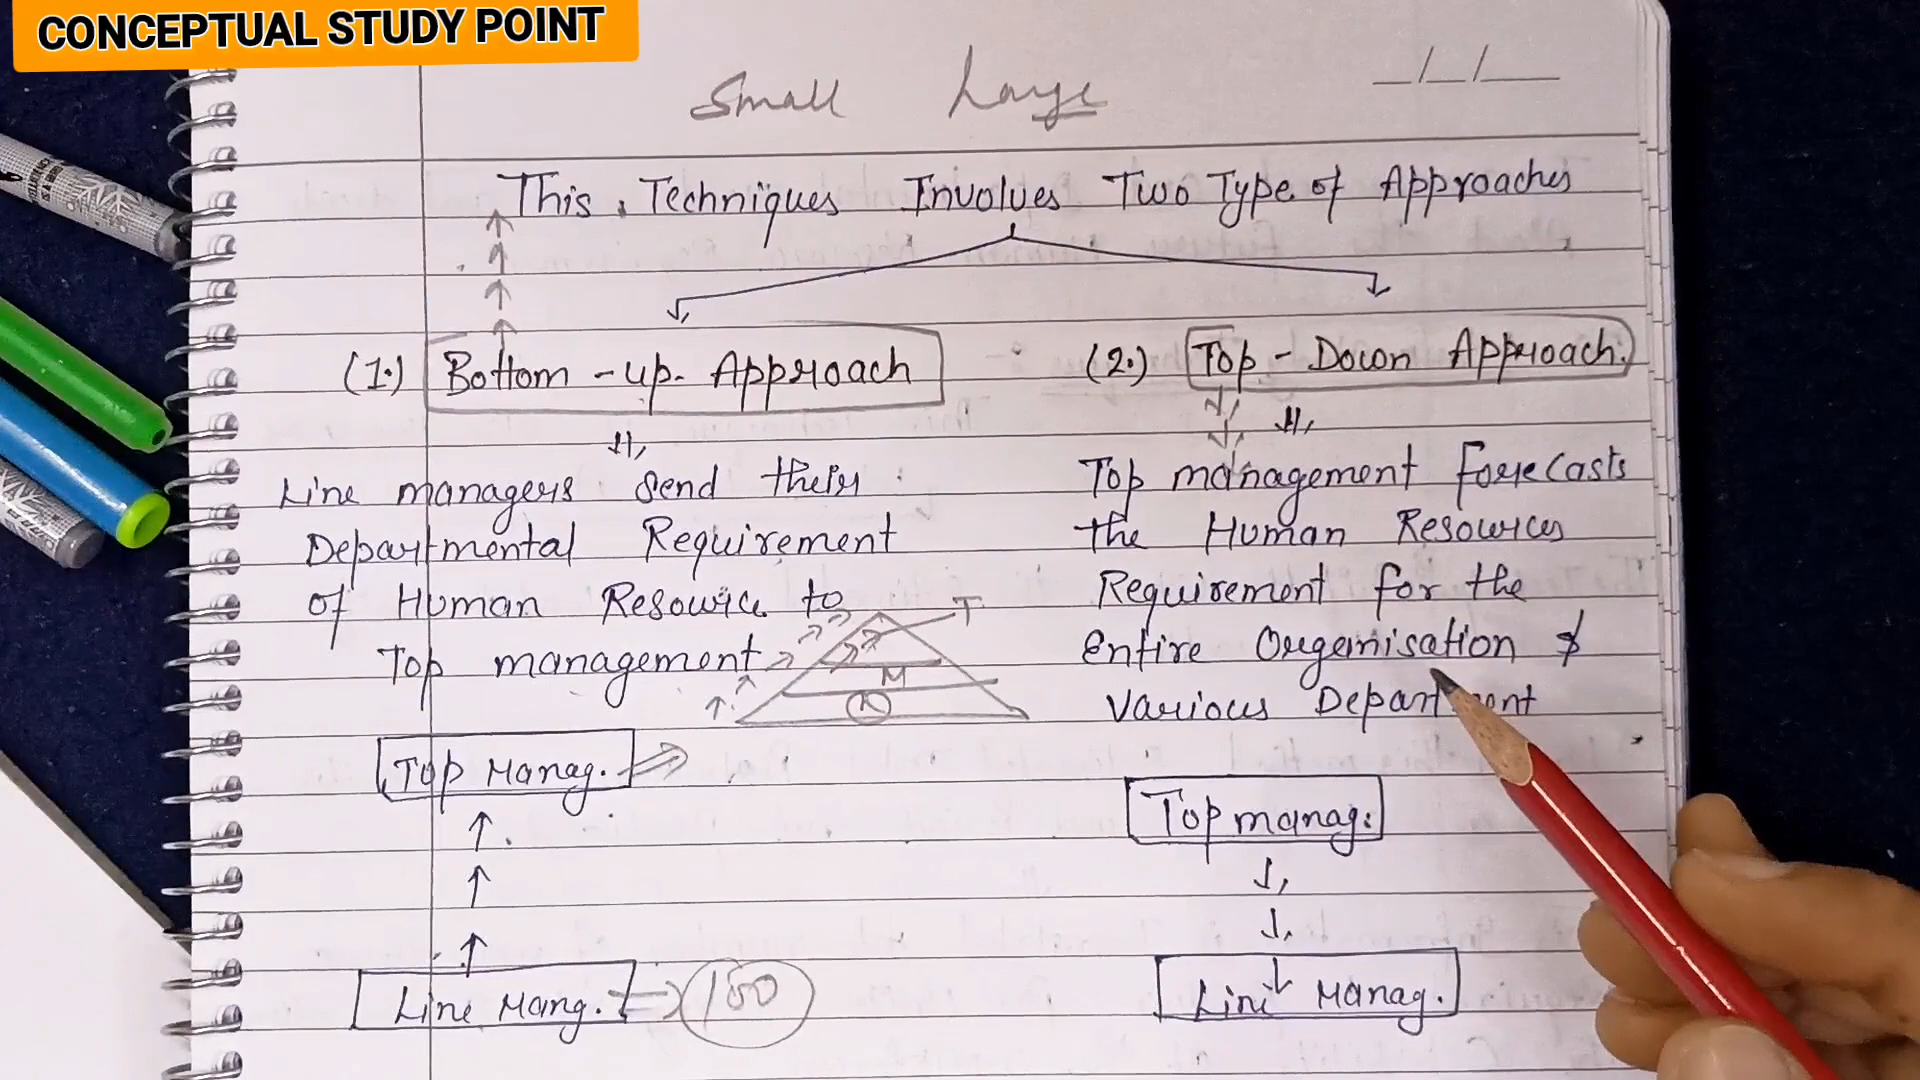 CONCEPTUAL STUDY POINT
Small Large
_/_/__
This Techniques Involves Two Type of Approaches
(1.) Bottom-up Approach
Line managers send their
Departmental Requirement
of Human Resource to
Top management
T
M
Top Manag.
Line Mang.
(2.) Top-Down Approach.
Top management Forecasts
the Human Resources
Requirement for the
Entire Organisation &
various
Top manag.
Line Manag.